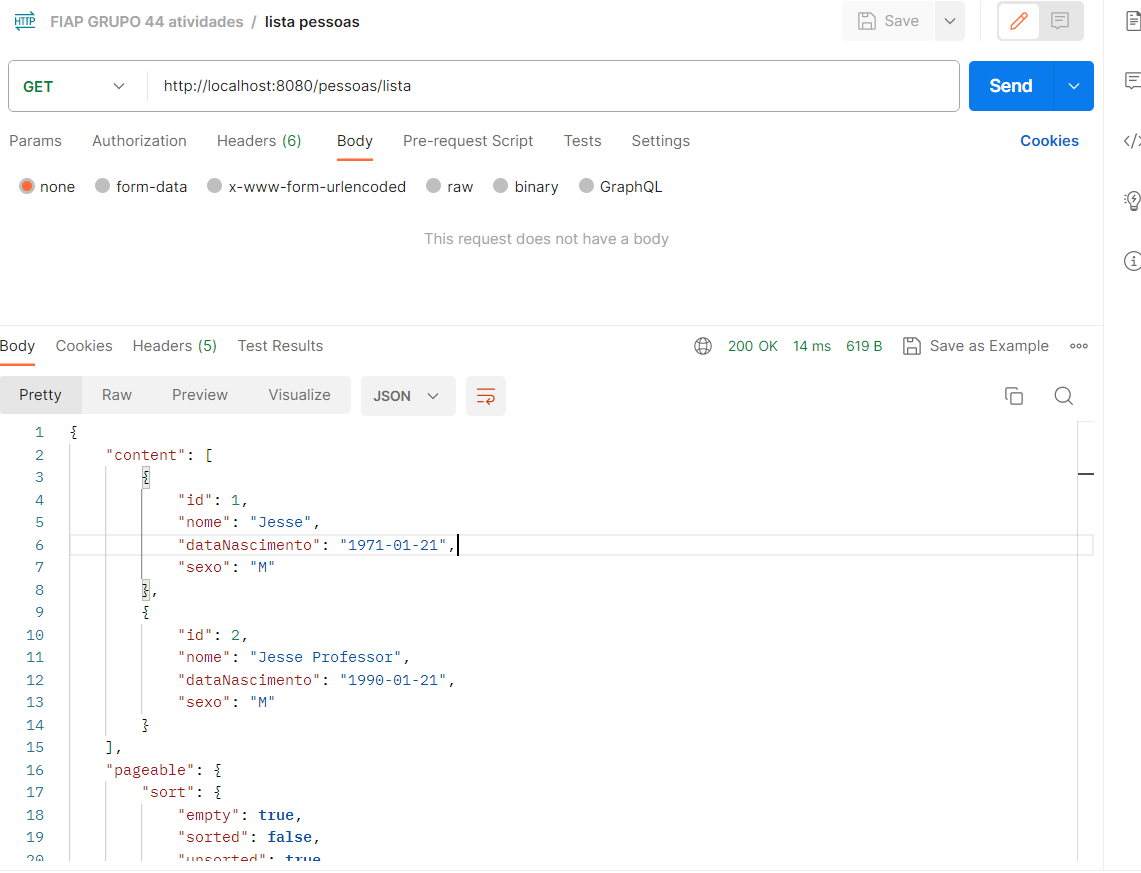 HTTP FIAP GRUPO 44 atividades / lista pessoas Save
GET http://localhost:8080/pessoas/lista Send
Params Authorization Headers (6) Body Pre-request Script Tests Settings Cookies
none form-data x-www-form-urlencoded raw binary GraphQL
This request does not have a body
Body Cookies Headers (5) Test Results 200 OK 14 ms 619 B Save as Example
Pretty Raw Preview Visualize JSON
1 {
2 "content": [
3 {
4 "id": 1,
5 "nome": "Jesse",
6 "dataNascimento": "1971-01-21",
7 "sexo": "M"
8 },
9 {
10 "id": 2,
11 "nome": "Jesse Professor",
12 "dataNascimento": "1990-01-21",
13 "sexo": "M"
14 }
15 ],
16 "pageable": {
17 "sort": {
18 "empty": true,
19 "sorted": false,
20 "unsorted": true